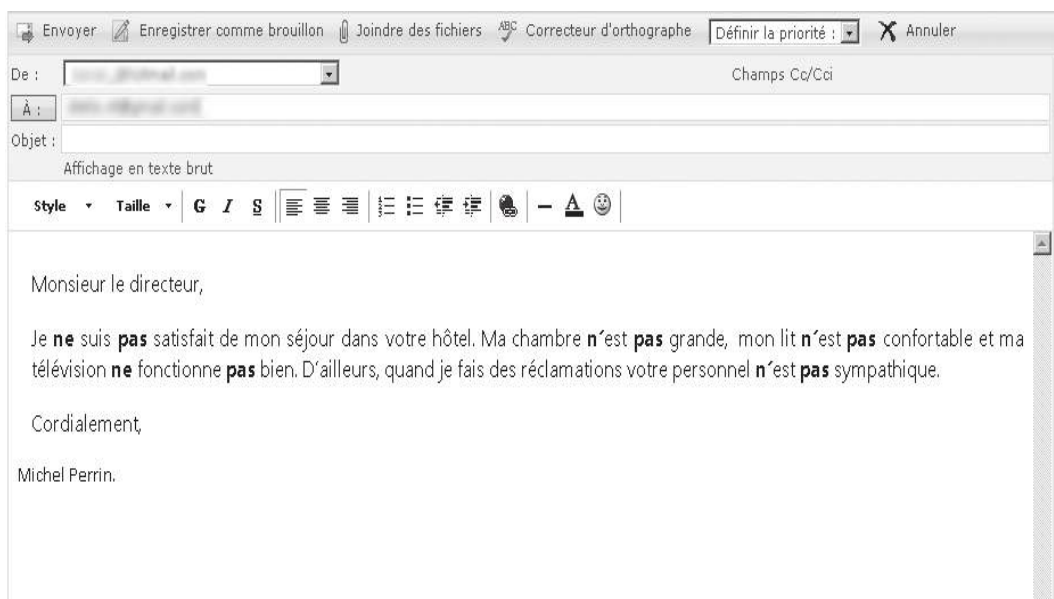 Envoyer Enregistrer comme brouillon Joindre des fichiers ABC Correcteur d'orthographe Définir la priorité : Annuler
De : Champs Cc/Cci
À :
Objet :
Affichage en texte brut
Style Taille G I S A
Monsieur le directeur,
Je ne suis pas satisfait de mon séjour dans votre hôtel. Ma chambre n´est pas grande, mon lit n´est pas confortable et ma
télévision ne fonctionne pas bien. D'ailleurs, quand je fais des réclamations votre personnel n´est pas sympathique.
Cordialement,
Michel Perrin.